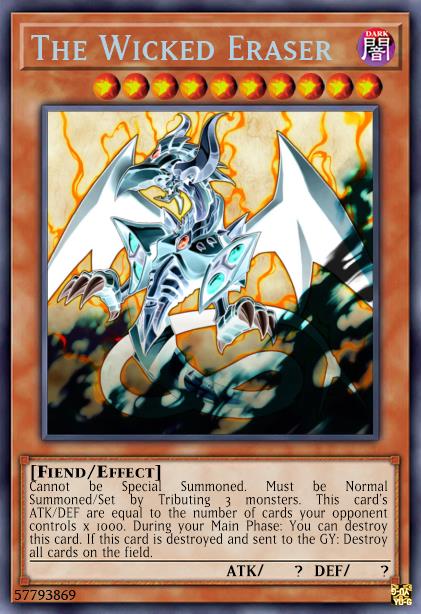 The Wicked Eraser
DARK
闇
[Fiend/Effect]
Cannot be Special Summoned. Must be Normal
Summoned/Set by Tributing 3 monsters. This card's
ATK/DEF are equal to the number of cards your opponent
controls x 1000. During your Main Phase: You can destroy
this card. If this card is destroyed and sent to the GY: Destroy
all cards on the field.
ATK/ ? DEF/ ?
57793869